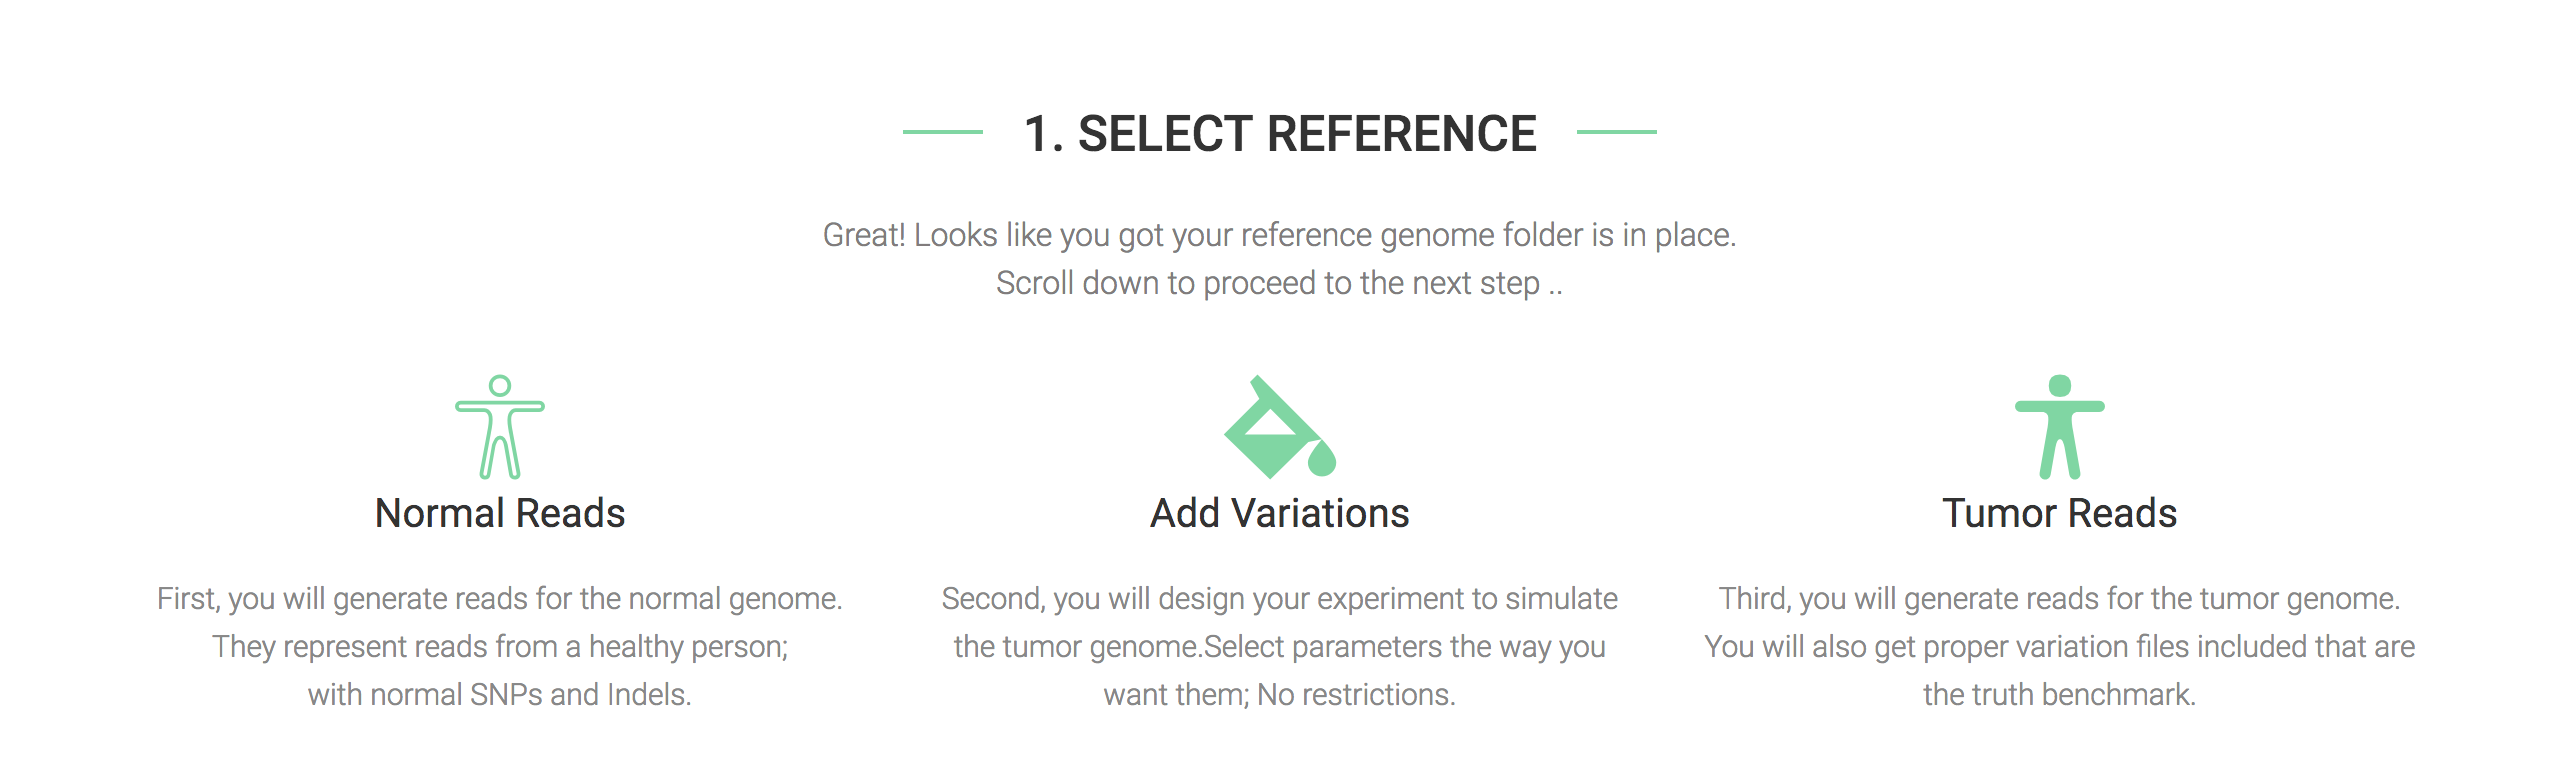 1. SELECT REFERENCE
Great! Looks like you got your reference genome folder is in place.
Scroll down to proceed to the next step ..
Normal Reads
First, you will generate reads for the normal genome.
They represent reads from a healthy person;
with normal SNPs and Indels.
Add Variations
Second, you will design your experiment to simulate
the tumor genome.Select parameters the way you
want them; No restrictions.
Tumor Reads
Third, you will generate reads for the tumor genome.
You will also get proper variation files included that are
the truth benchmark.